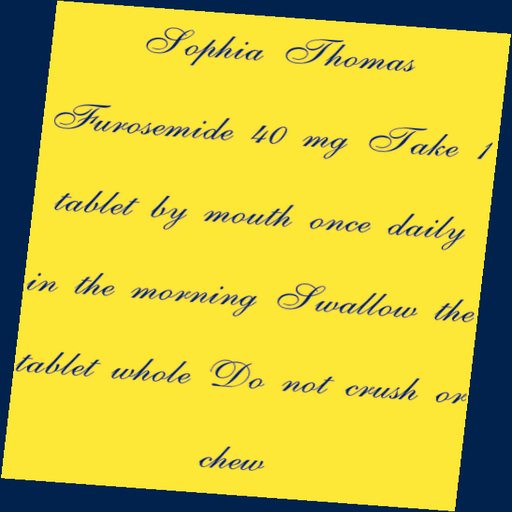 Sophia Thomas
Furosemide 40 mg Take 1
tablet by mouth once daily
in the morning Swallow the
tablet whole Do not crush or
chew